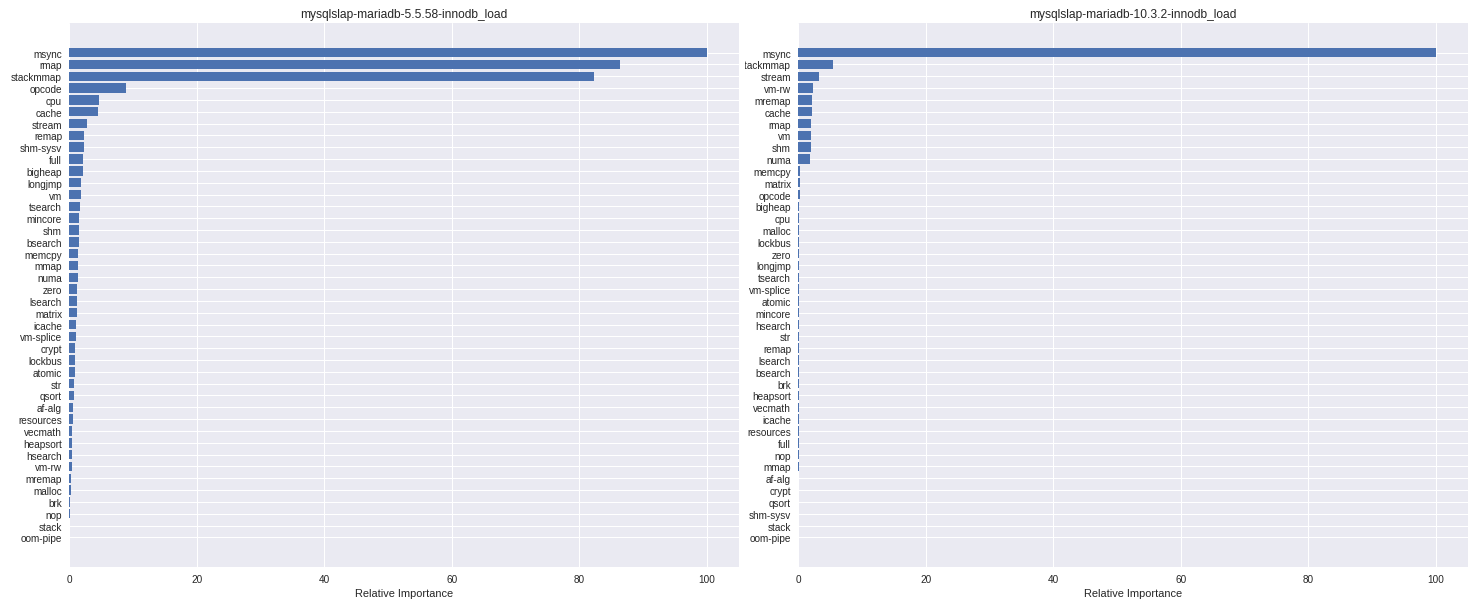 mysqlslap-mariadb-5.5.58-innodb_load
msync
rmap
stackmmap
opcode
cpu
cache
stream
remap
shm-sysv
full
bigheap
longjmp
vm
tsearch
mincore
shm
bsearch
memcpy
mmap
numa
zero
lsearch
matrix
icache
vm-splice
crypt
lockbus
atomic
str
qsort
af-alg
resources
vecmath
heapsort
hsearch
vm-rw
mremap
malloc
brk
nop
stack
oom-pipe
0 20 40 60 80 100
Relative Importance
mysqlslap-mariadb-10.3.2-innodb_load
msync
tackmmap
stream
vm-rw
mremap
cache
rmap
vm
shm
numa
memcpy
matrix
opcode
bigheap
cpu
malloc
lockbus
zero
longjmp
tsearch
vm-splice
atomic
mincore
hsearch
str
remap
lsearch
bsearch
brk
heapsort
vecmath
icache
resources
full
nop
mmap
af-alg
crypt
qsort
shm-sysv
stack
oom-pipe
0 20 40 60 80 100
Relative Importance